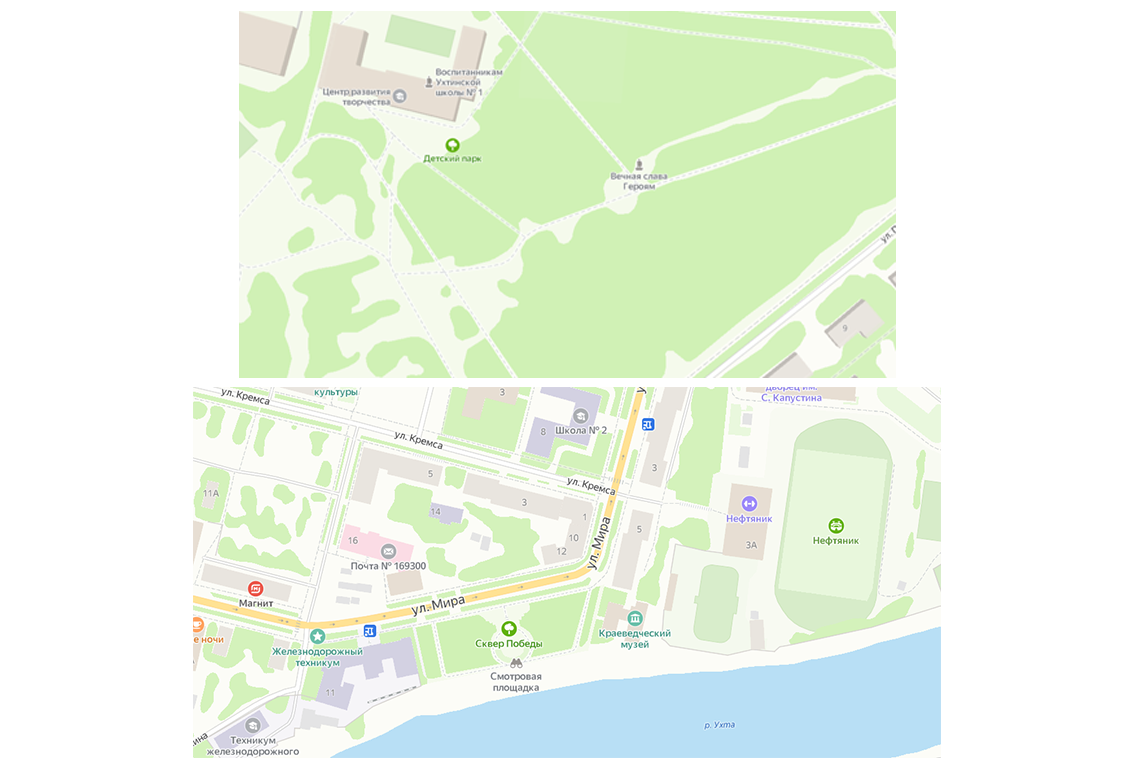 Воспитанникам
Ухтинской
школы № 1
Центр развития
творчества
Детский парк
Вечная слава
Героям
ул. П
9
культуры
ул. Кремса
3
Школа № 2
8
дворец им.
С. Капустина
ул. Кремса
5
3
ул. Кремса
3
11А
14
1
10
12
5
Нефтяник
3А
Нефтяник
16
Почта № 169300
ул. Мира
Магнит
ул. Мира
е ночи
Железнодорожный
техникум
Сквер Победы
Краеведческий
музей
Смотровая
площадка
11
р. Ухта
ина
Техникум
железнодорожного